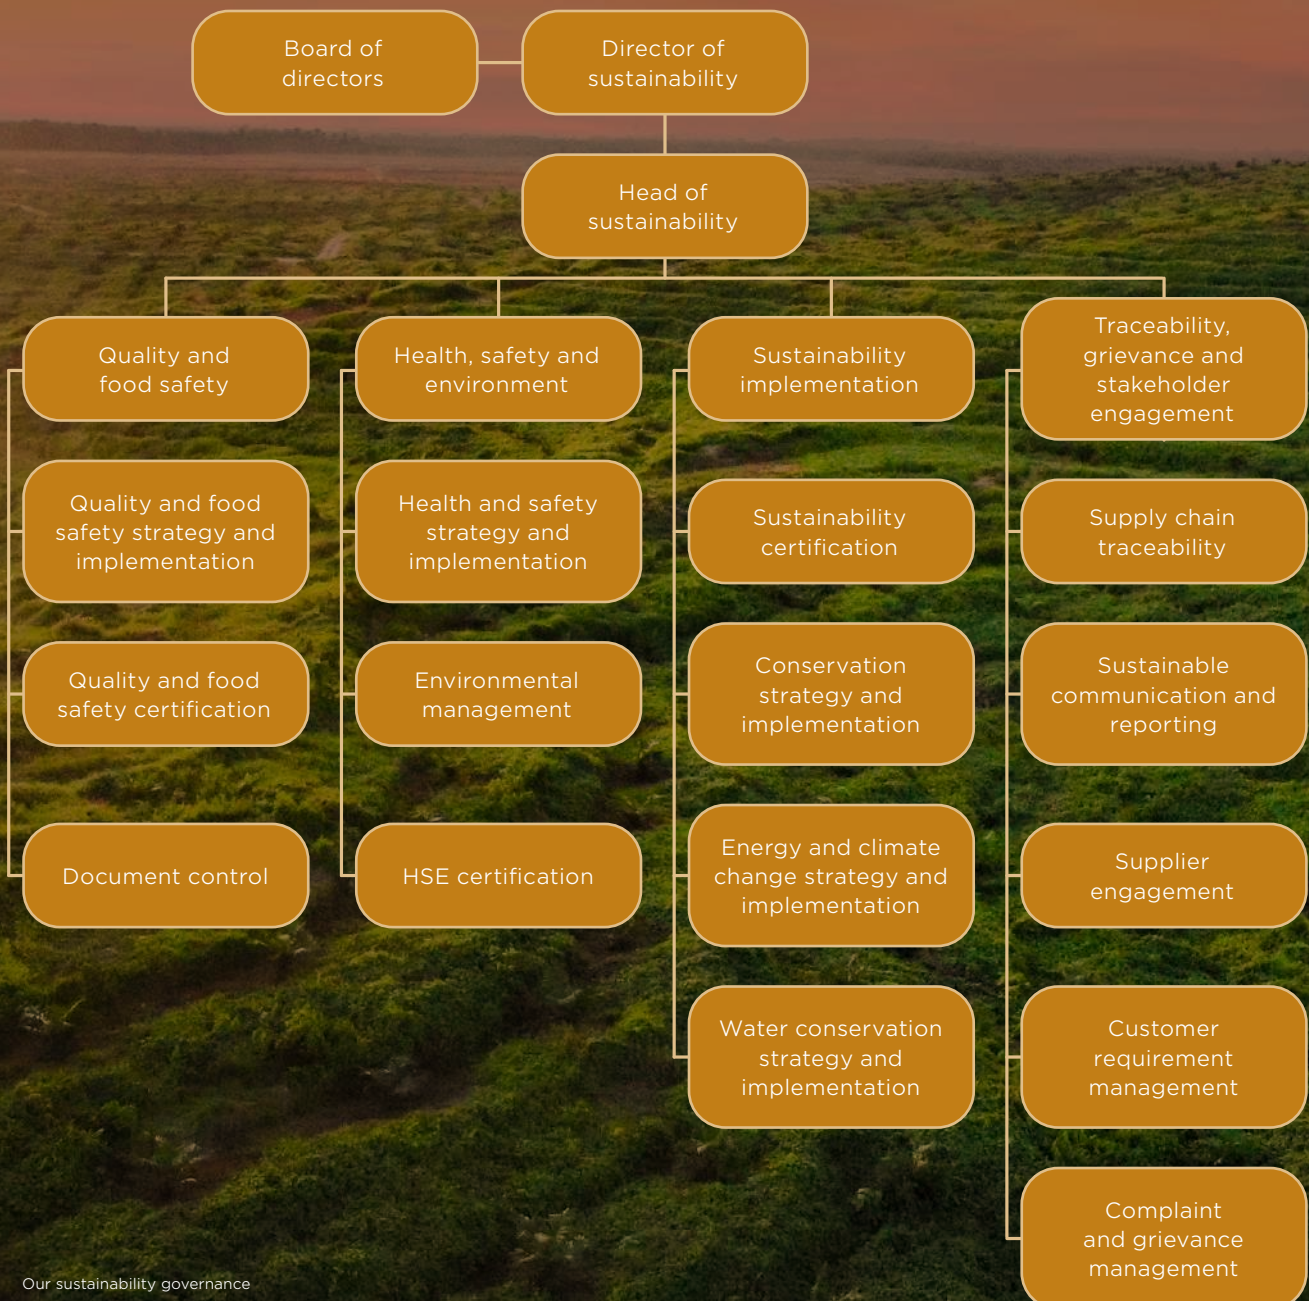 Board of
directors
Director of
sustainability
Head of
sustainability
Quality and
food safety
Quality and food
safety strategy and
implementation
Quality and food
safety certification
Document control
Health, safety and
environment
Health and safety
strategy and
implementation
Environmental
management
HSE certification
Sustainability
implementation
Sustainability
certification
Conservation
strategy and
implementation
Energy and climate
change strategy and
implementation
Water conservation
strategy and
implementation
Traceability,
grievance and
stakeholder
engagement
Supply chain
traceability
Sustainable
communication and
reporting
Supplier
engagement
Customer
requirement
management
Complaint
and grievance
management
Our sustainability governance